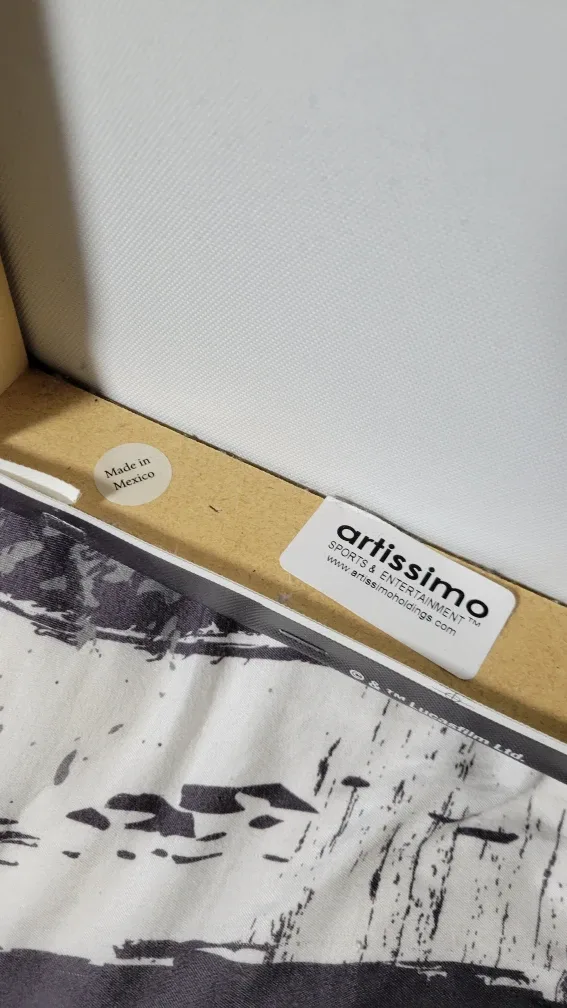 Made in
Mexico
artissimo
SPORTS & ENTERTAINMENT™
www.artissimoholdings.com
© & ™ Lucasfilm Ltd.